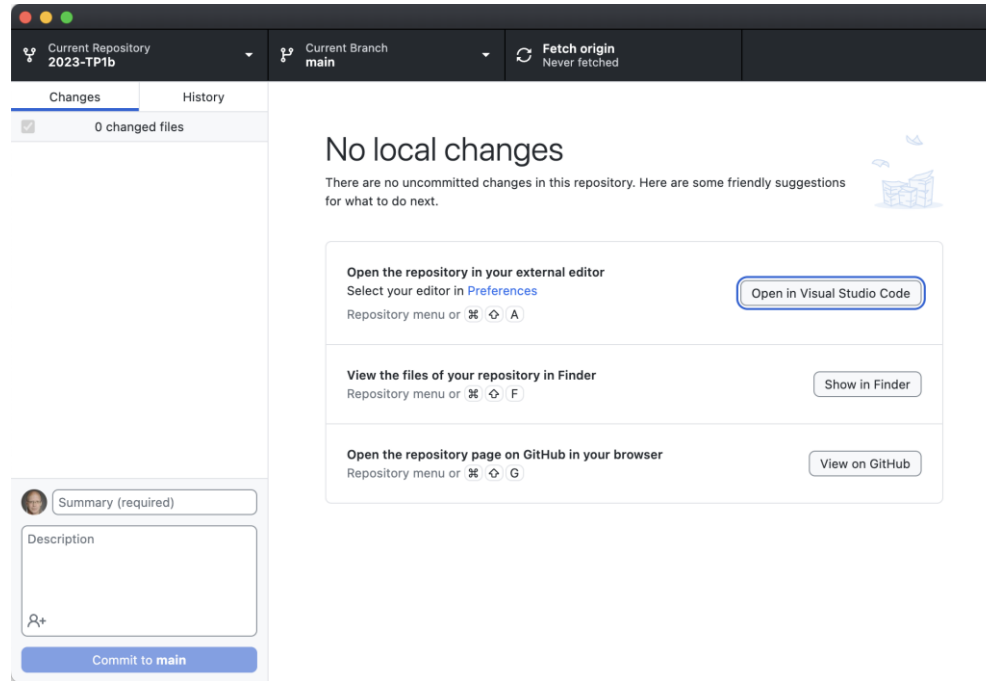 Current Repository
2023-TP1b
Current Branch
main
Fetch origin
Never fetched
Changes
History
0 changed files
No local changes
There are no uncommitted changes in this repository. Here are some friendly suggestions
for what to do next.
Open the repository in your external editor
Select your editor in Preferences
Repository menu or ⌘ ⇧ A
Open in Visual Studio Code
View the files of your repository in Finder
Repository menu or ⌘ ⇧ F
Show in Finder
Open the repository page on GitHub in your browser
Repository menu or ⌘ ⇧ G
View on GitHub
Summary (required)
Description
Commit to main